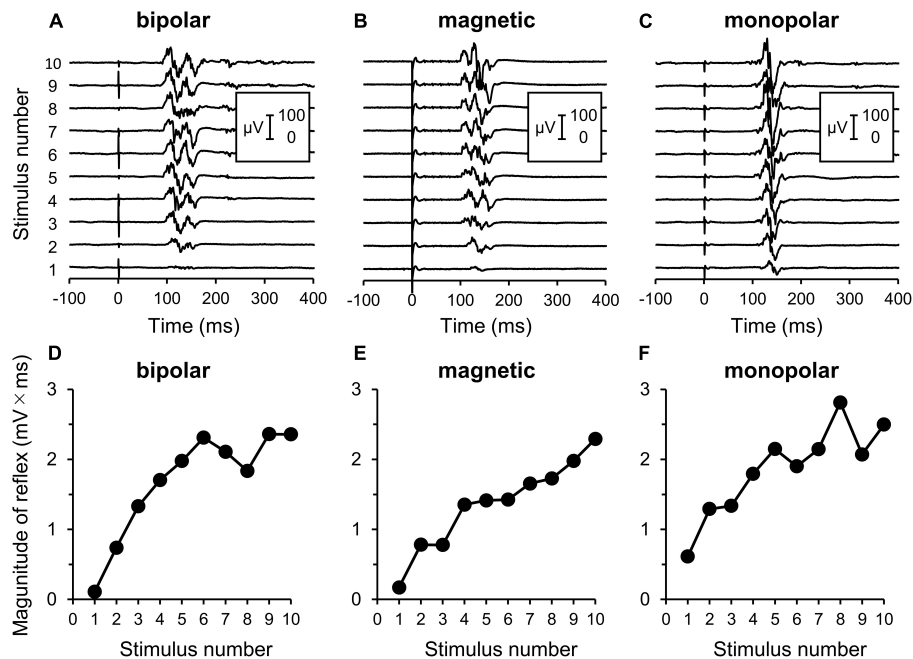 A bipolar B magnetic C monopolar
Stimulus number
10
9
8
7
6
5
4
3
2
1
µV 100
0
µV 100
0
µV 100
0
-100 0 100 200 300 400 -100 0 100 200 300 400 -100 0 100 200 300 400
Time (ms) Time (ms) Time (ms)
D bipolar E magnetic F monopolar
Magunitude of reflex (mV × ms)
3 3 3
2 2 2
1 1 1
0 0 0
0 1 2 3 4 5 6 7 8 9 10 0 1 2 3 4 5 6 7 8 9 10 0 1 2 3 4 5 6 7 8 9 10
Stimulus number Stimulus number Stimulus number